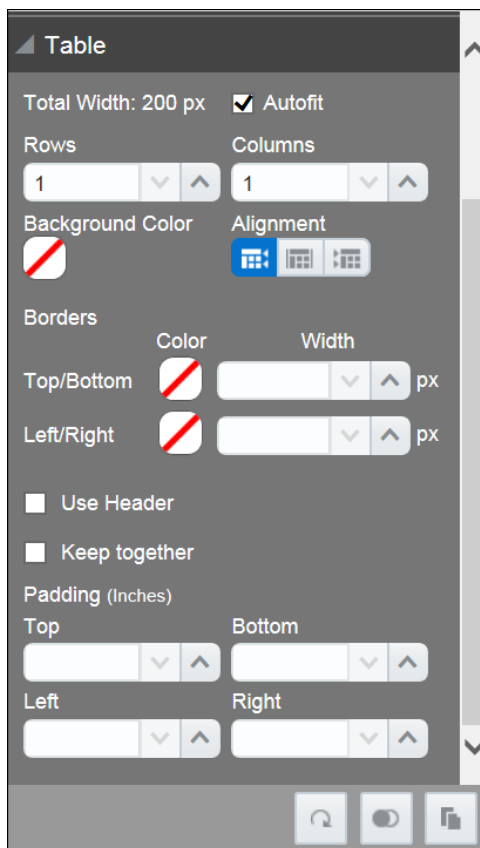 Table
Total Width: 200 px Autofit
Rows Columns
1 1
Background Color Alignment
Borders
Color Width
Top/Bottom px
Left/Right px
Use Header
Keep together
Padding (Inches)
Top Bottom
Left Right